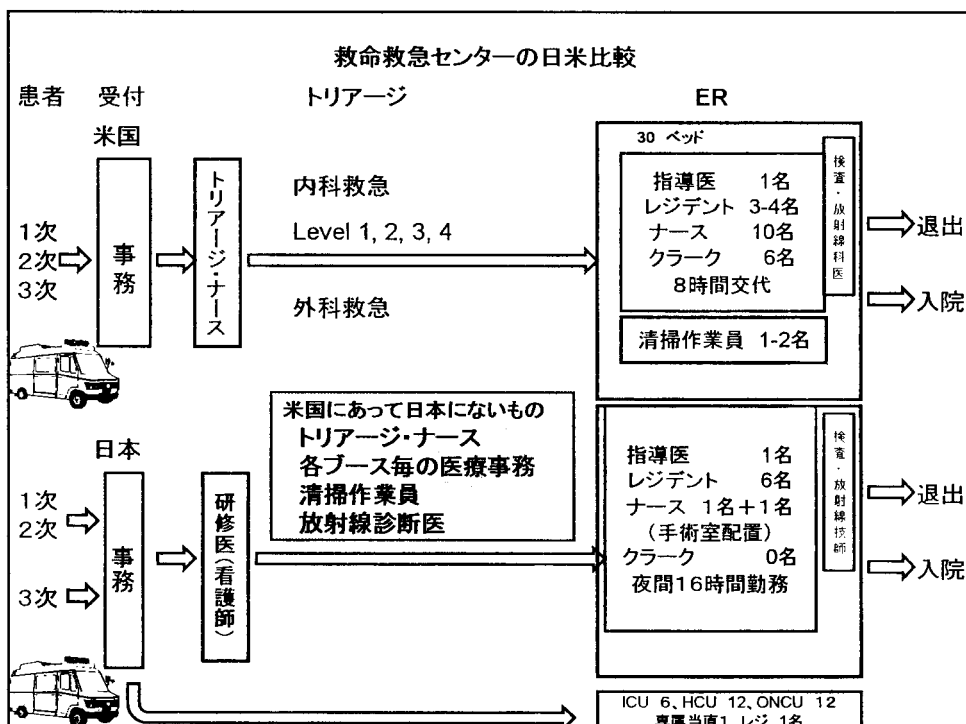 救命救急センターの日米比較
患者 受付 トリアージ ER
米国
1次
2次
3次
事務
トリアージ・ナース
内科救急
Level 1, 2, 3, 4
外科救急
30 ベッド
指導医 1名
レジデント 3-4名
ナース 10名
クラーク 6名
8時間交代
検査・放射線科医
清掃作業員 1-2名
退出
入院
日本
1次
2次
3次
事務
研修医(看護師)
米国にあって日本にないもの
トリアージ・ナース
各ブース毎の医療事務
清掃作業員
放射線診断医
指導医 1名
レジデント 6名
ナース 1名+1名
(手術室配置)
クラーク 0名
夜間16時間勤務
検査・放射線技師
退出
入院
ICU 6、HCU 12、ONCU 12
専属当直1 レジ 1名